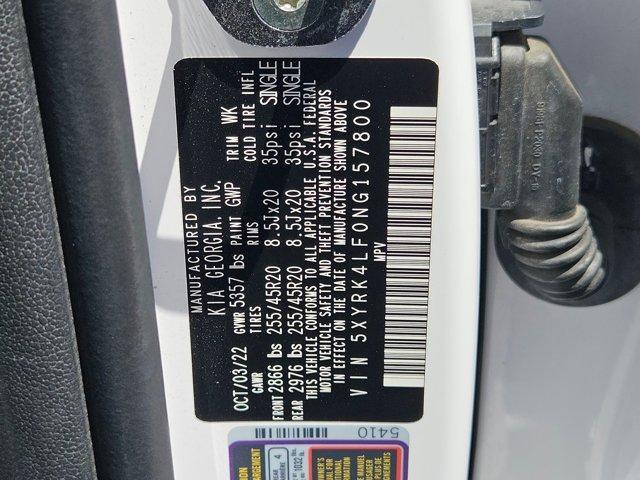 MANUFACTURED BY
KIA GEORGIA, INC.
OCT/03/22 GVWR 5357 lbs PAINT GWP TRIM WK
GAWR TIRES RIMS COLD TIRE INFL
FRONT 2866 lbs 255/45R20 8.5Jx20 35psi SINGLE
REAR 2976 lbs 255/45R20 8.5Jx20 35psi SINGLE
THIS VEHICLE CONFORMS TO ALL APPLICABLE U.S.A. FEDERAL
MOTOR VEHICLE SAFETY AND THEFT PREVENTION STANDARDS
IN EFFECT ON THE DATE OF MANUFACTURE SHOWN ABOVE
VIN 5XYRK4LF0NG157800
MPV
5410